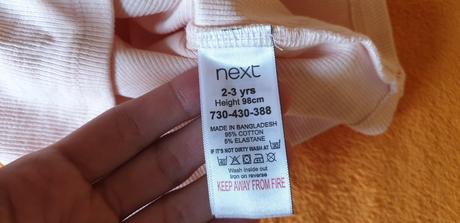 next
2-3 yrs
Height 98cm
730-430-388
MADE IN BANGLADESH
95% COTTON
5% ELASTANE
IF IT'S NOT DIRTY WASH AT
Wash inside out
Iron on reverse
KEEP AWAY FROM FIRE